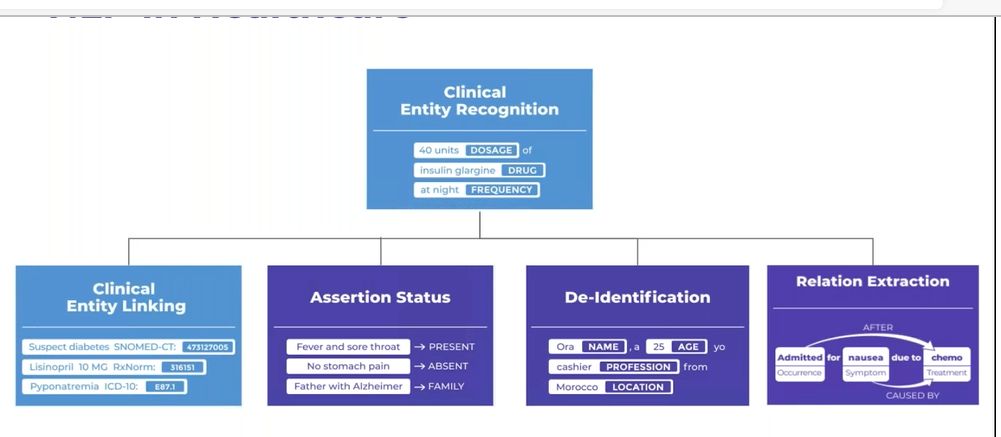 Clinical
Entity Recognition
40 units DOSAGE of
insulin glargine DRUG
at night FREQUENCY
Clinical
Entity Linking
Suspect diabetes SNOMED-CT: 473127005
Lisinopril 10 MG RxNorm: 316151
Pyponatremia ICD-10: E87.1
Assertion Status
Fever and sore throat → PRESENT
No stomach pain → ABSENT
Father with Alzheimer → FAMILY
De-Identification
Ora NAME , a 25 AGE yo
cashier PROFESSION from
Morocco LOCATION
Relation Extraction
AFTER
Admitted for nausea due to chemo
Occurrence Symptom Treatment
CAUSED BY